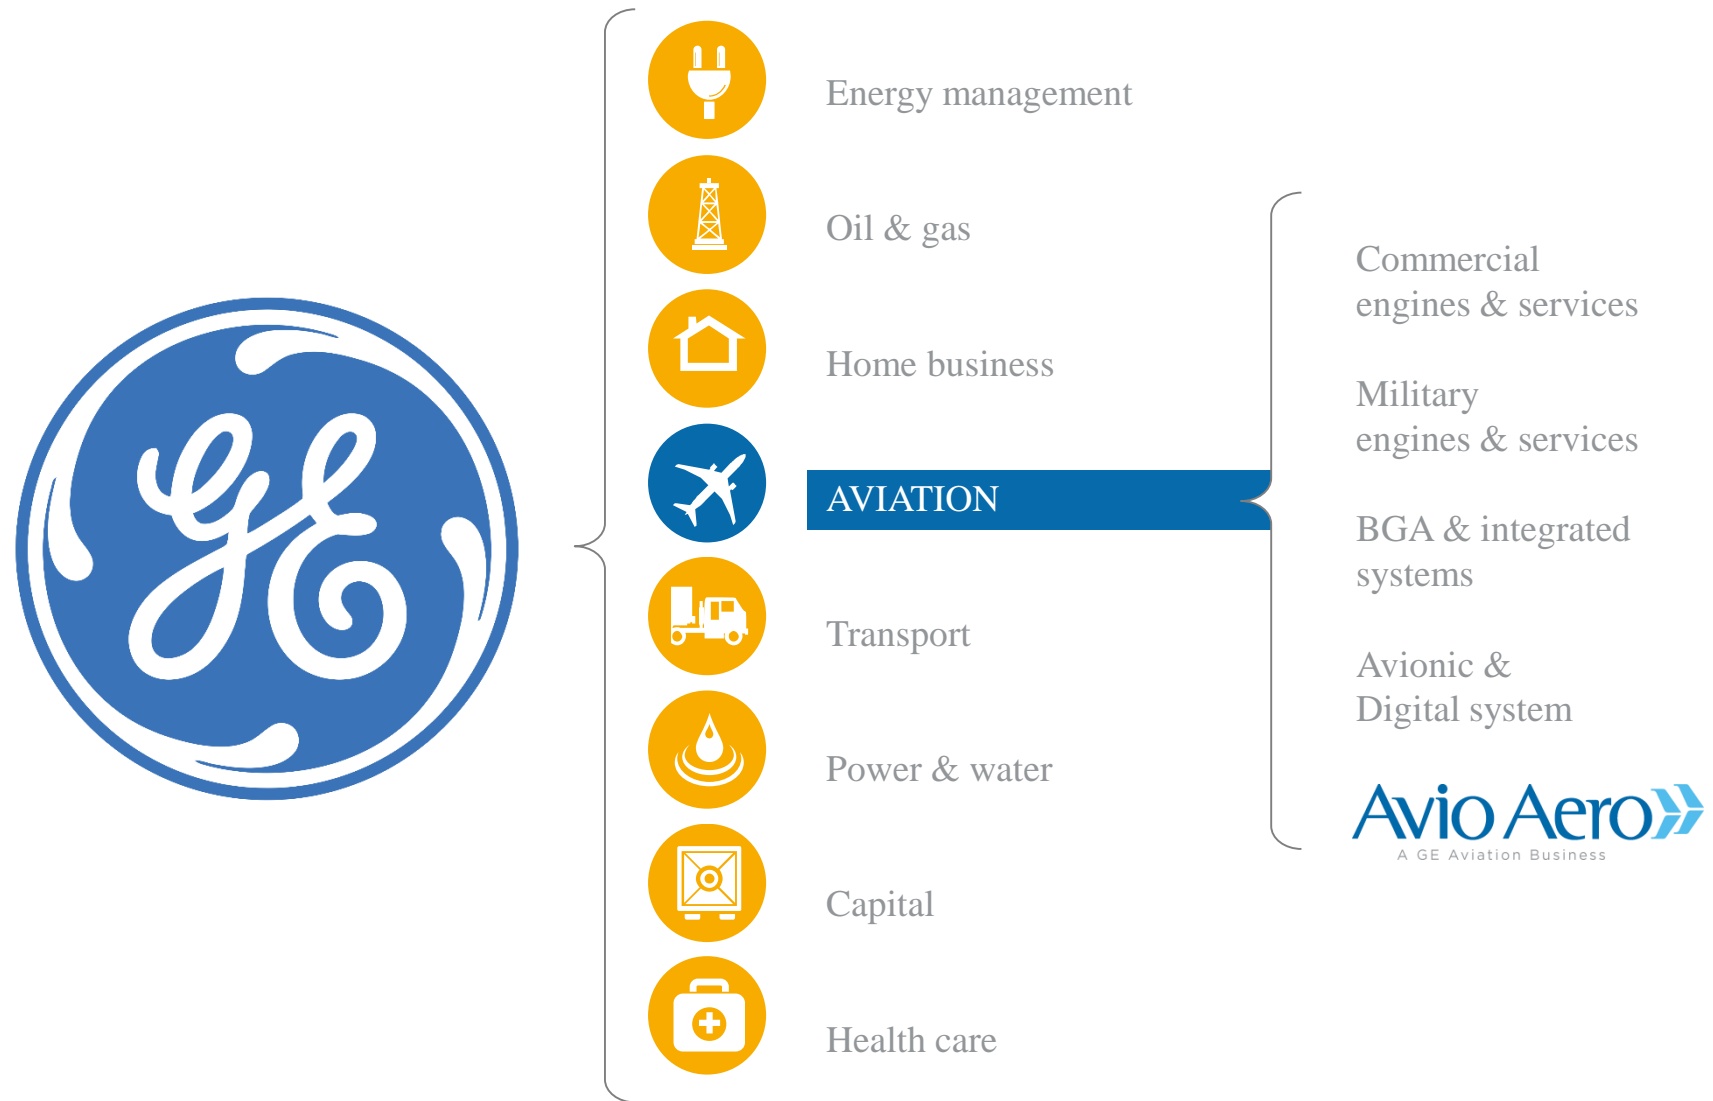 GE
Energy management
Oil & gas
Home business
AVIATION
Transport
Power & water
Capital
Health care
Commercial
engines & services
Military
engines & services
BGA & integrated
systems
Avionic &
Digital system
Avio Aero
A GE Aviation Business